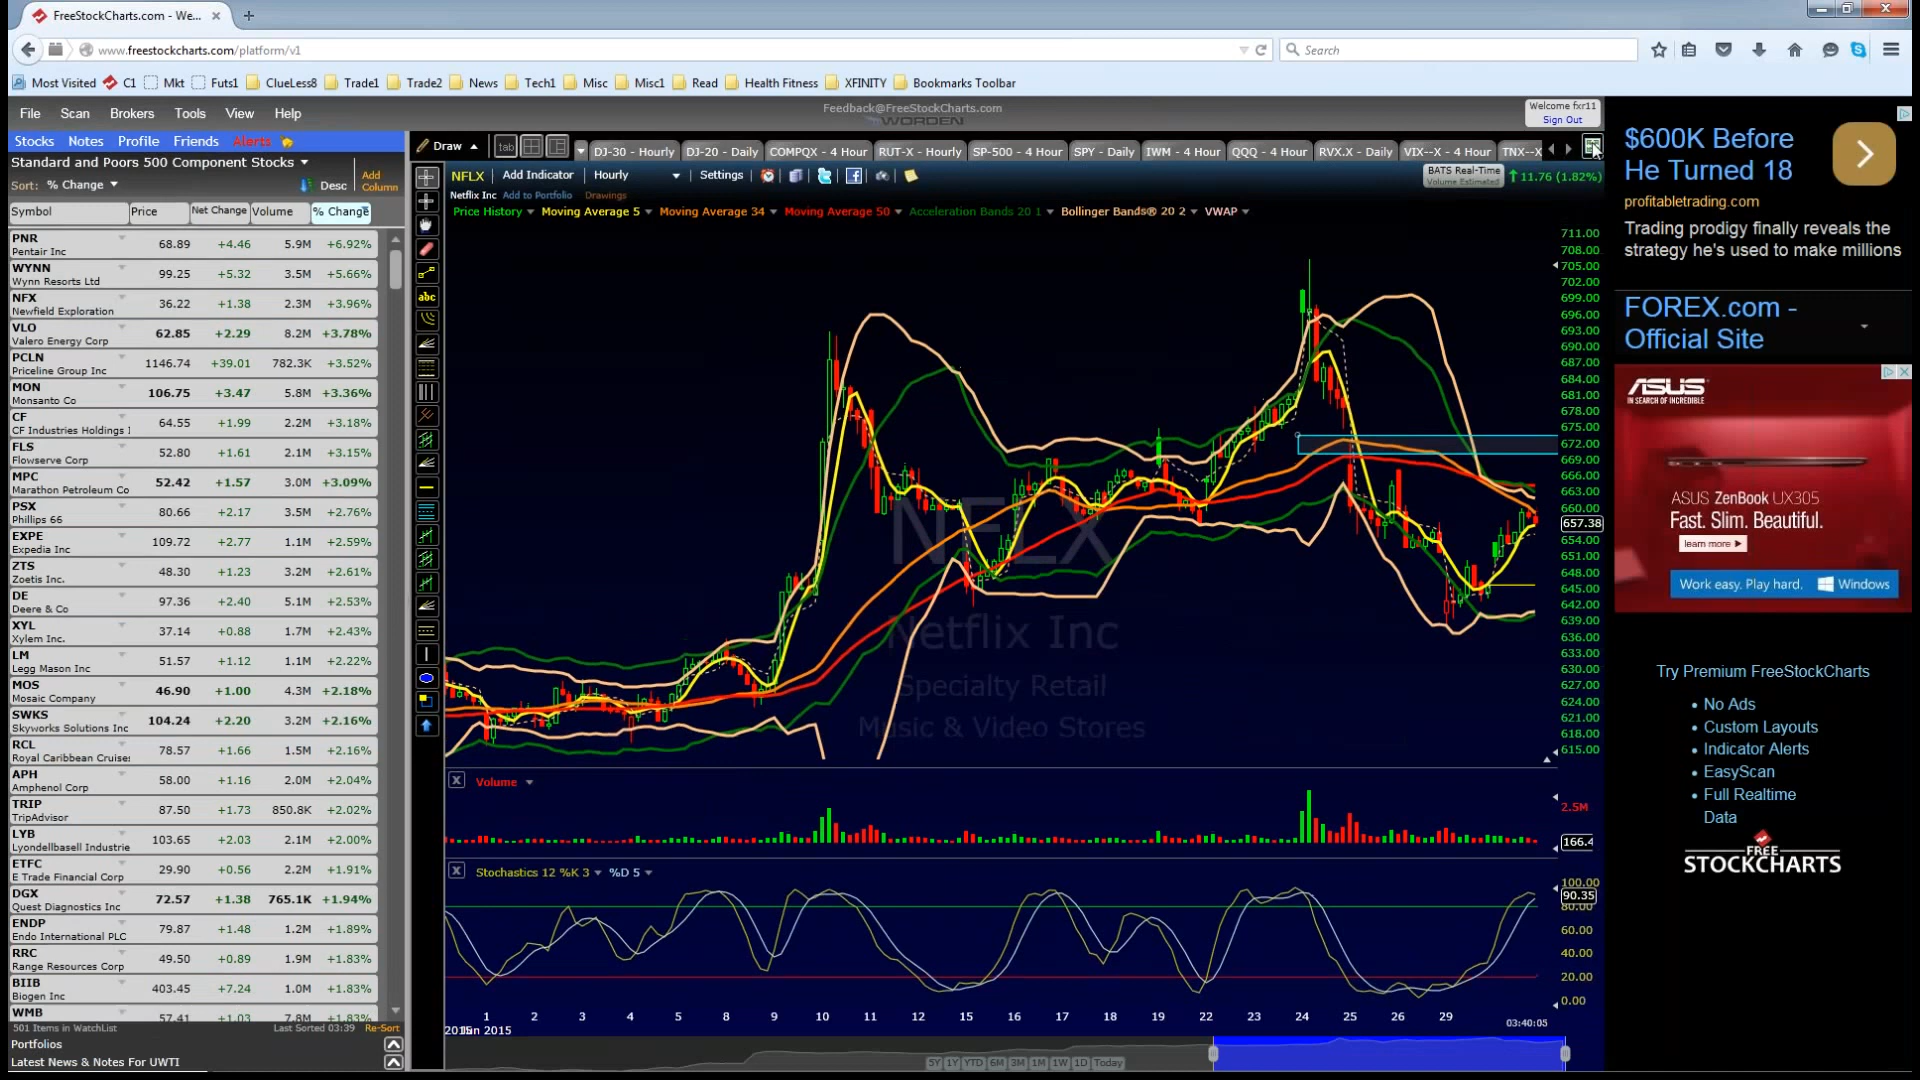 FreeStockCharts.com - We...
www.freestockcharts.com/platform/v1
Search
Most Visited C1 Mkt Futs1 ClueLess8 Trade1 Trade2 News Tech1 Misc Misc1 Read Health Fitness XFINITY Bookmarks Toolbar
File Scan Brokers Tools View Help
Feedback@FreeStockCharts.com
WORDEN
Welcome fxr11
Sign Out
Stocks Notes Profile Friends Alerts
Standard and Poors 500 Component Stocks
Sort: % Change Desc
Add Column
Symbol Price Net Change Volume % Change
PNR 68.89 +4.46 5.9M +6.92%
Pentair Inc
WYNN 99.25 +5.32 3.5M +5.66%
Wynn Resorts Ltd
NFX 36.22 +1.38 2.3M +3.96%
Newfield Exploration
VLO 62.85 +2.29 8.2M +3.78%
Valero Energy Corp
PCLN 1146.74 +39.01 782.3K +3.52%
Priceline Group Inc
MON 106.75 +3.47 5.8M +3.36%
Monsanto Co
CF 64.55 +1.99 2.2M +3.18%
CF Industries Holdings I
FLS 52.80 +1.61 2.1M +3.15%
Flowserve Corp
MPC 52.42 +1.57 3.0M +3.09%
Marathon Petroleum Co
PSX 80.66 +2.17 3.5M +2.76%
Phillips 66
EXPE 109.72 +2.77 1.1M +2.59%
Expedia Inc
ZTS 48.30 +1.23 3.2M +2.61%
Zoetis Inc.
DE 97.36 +2.40 5.1M +2.53%
Deere & Co
XYL 37.14 +0.88 1.7M +2.43%
Xylem Inc.
LM 51.57 +1.12 1.1M +2.22%
Legg Mason Inc
MOS 46.90 +1.00 4.3M +2.18%
Mosaic Company
SWKS 104.24 +2.20 3.2M +2.16%
Skyworks Solutions Inc
RCL 78.57 +1.66 1.5M +2.16%
Royal Caribbean Cruise
APH 58.00 +1.16 2.0M +2.04%
Amphenol Corp
TRIP 87.50 +1.73 850.8K +2.02%
TripAdvisor
LYB 103.65 +2.03 2.1M +2.00%
Lyondellbasell Industrie
ETFC 29.90 +0.56 2.2M +1.91%
E Trade Financial Corp
DGX 72.57 +1.38 765.1K +1.94%
Quest Diagnostics Inc
ENDP 79.87 +1.48 1.2M +1.89%
Endo International PLC
RRC 49.50 +0.89 1.9M +1.83%
Range Resources Corp
BIIB 403.45 +7.24 1.0M +1.83%
Biogen Inc
WMB 57.41 +1.03 7.8M +1.83%
501 Items in WatchList Last Sorted 03:39 Re-Sort
Portfolios
Latest News & Notes For UWTI
Draw tab DJ-30 - Hourly DJ-20 - Daily COMPQX - 4 Hour RUT-X - Hourly SP-500 - 4 Hour SPY - Daily IWM - 4 Hour QQQ - 4 Hour RVX.X - Daily VIX--X - 4 Hour TNX--X
NFLX Add Indicator Hourly Settings
BATS Real-Time
Volume Estimated
11.76 (1.82%)
Netflix Inc Add to Portfolio Drawings
Price History Moving Average 5 Moving Average 34 Moving Average 50 Acceleration Bands 20 1 Bollinger Bands® 20 2 VWAP
abc
NFLX
Netflix Inc
Specialty Retail
Music & Video Stores
711.00
708.00
705.00
702.00
699.00
696.00
693.00
690.00
687.00
684.00
681.00
678.00
675.00
672.00
669.00
666.00
663.00
660.00
657.38
654.00
651.00
648.00
645.00
642.00
639.00
636.00
633.00
630.00
627.00
624.00
621.00
618.00
615.00
X Volume
2.5M
166.4
X Stochastics 12 %K 3 %D 5
100.00
90.35
80.00
60.00
40.00
20.00
0.00
1 2 3 4 5 8 9 10 11 12 15 16 17 18 19 22 23 24 25 26 29
Jun 2015
03:40:05
5Y 1Y YTD 6M 3M 1M 1W 1D Today
$600K Before
He Turned 18
profitabletrading.com
Trading prodigy finally reveals the
strategy he's used to make millions
FOREX.com -
Official Site
ASUS
IN SEARCH OF INCREDIBLE
ASUS ZenBook UX305
Fast. Slim. Beautiful.
learn more
Work easy. Play hard. Windows
Try Premium FreeStockCharts
• No Ads
• Custom Layouts
• Indicator Alerts
• EasyScan
• Full Realtime
Data
FREE
STOCKCHARTS